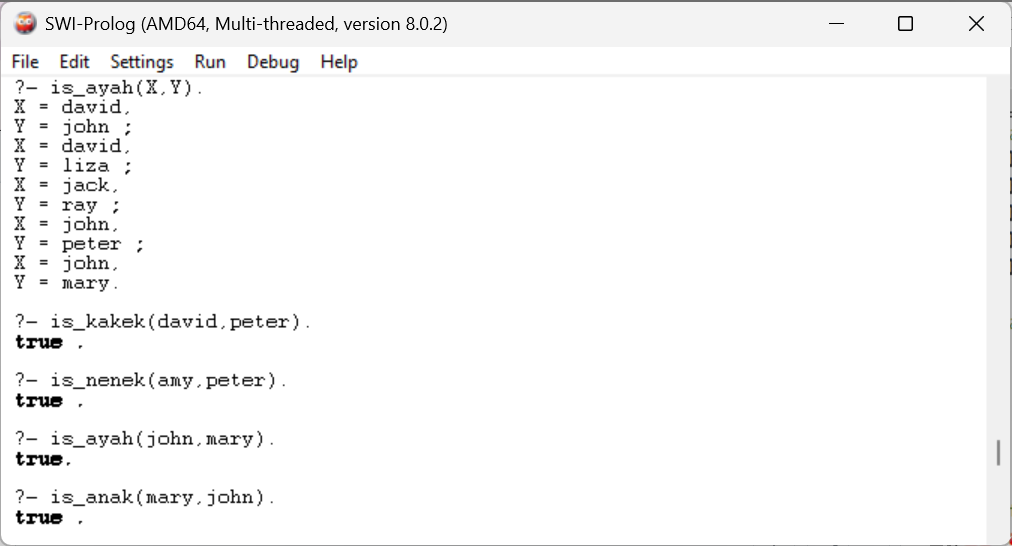 SWI-Prolog (AMD64, Multi-threaded, version 8.0.2)
File Edit Settings Run Debug Help
?- is_ayah(X,Y).
X = david,
Y = john ;
X = david,
Y = liza ;
X = jack,
Y = ray ;
X = john,
Y = peter ;
X = john,
Y = mary.
?- is_kakek(david,peter).
true .
?- is_nenek(amy,peter).
true .
?- is_ayah(john,mary).
true.
?- is_anak(mary,john).
true .